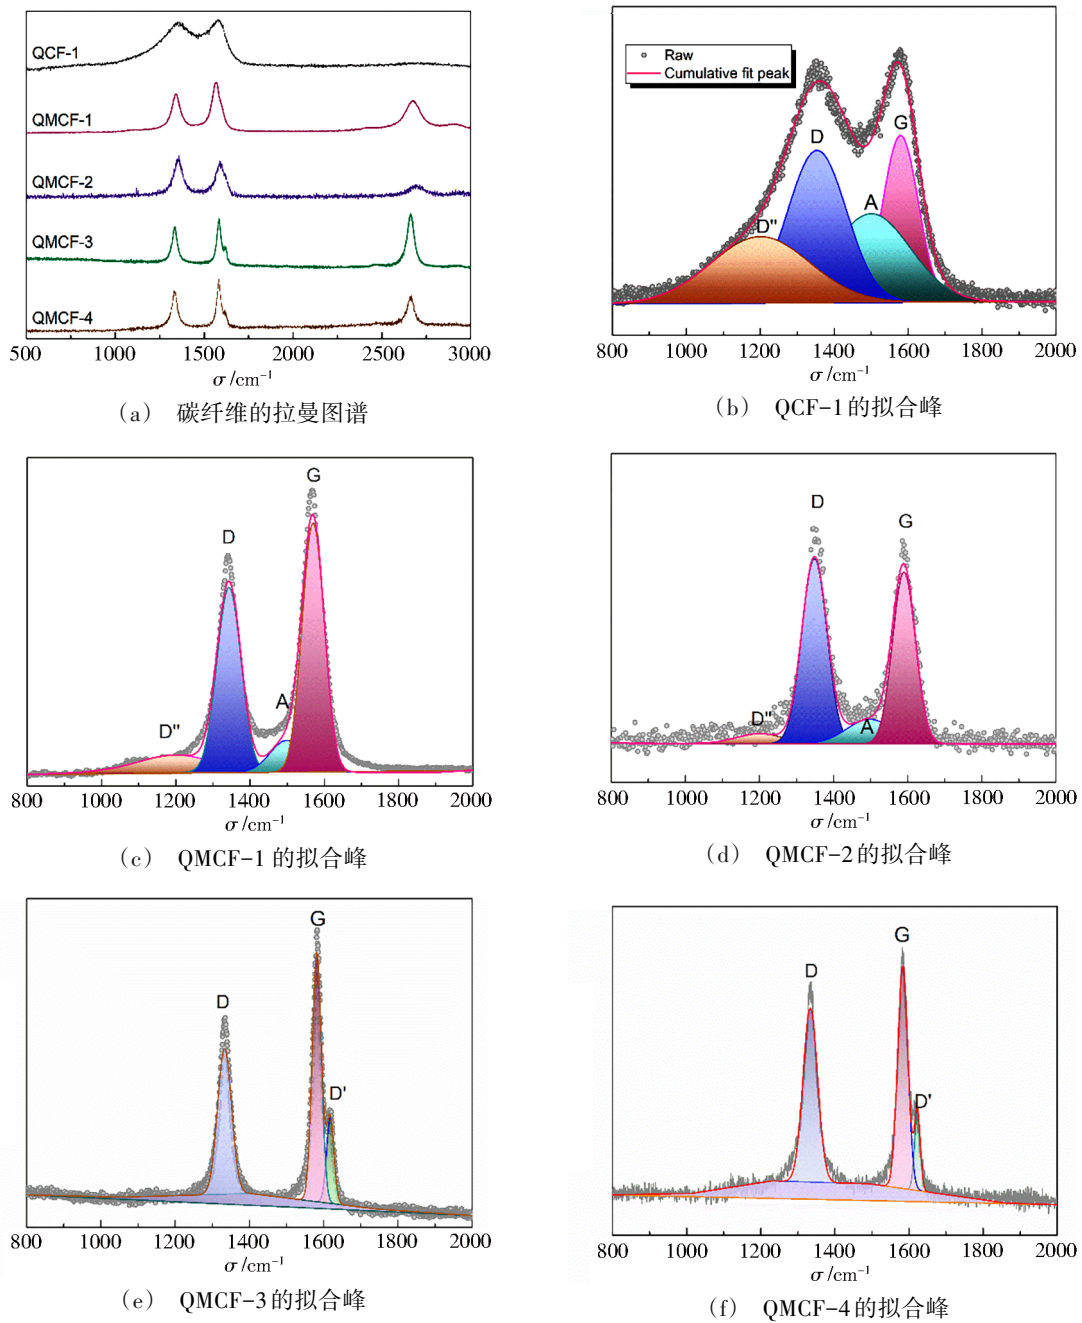 QCF-1
QMCF-1
QMCF-2
QMCF-3
QMCF-4
500 1000 1500 2000 2500 3000
σ/cm⁻¹
(a) 碳纤维的拉曼图谱
Raw
Cumulative fit peak
D
G
A
D"
800 1000 1200 1400 1600 1800 2000
σ/cm⁻¹
(b) QCF-1的拟合峰
G
D
A
D"
800 1000 1200 1400 1600 1800 2000
σ/cm⁻¹
(c) QMCF-1的拟合峰
D
G
D"
A
800 1000 1200 1400 1600 1800 2000
σ/cm⁻¹
(d) QMCF-2的拟合峰
G
D
D'
800 1000 1200 1400 1600 1800 2000
σ/cm⁻¹
(e) QMCF-3的拟合峰
G
D
D'
800 1000 1200 1400 1600 1800 2000
σ/cm⁻¹
(f) QMCF-4的拟合峰